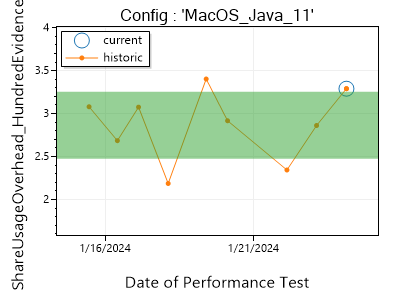 Config : 'MacOS_Java_11'
current
historic
4
3.5
3
2.5
2
1/16/2024
1/21/2024
Date of Performance Test
ShareUsageOverhead_HundredEvidence